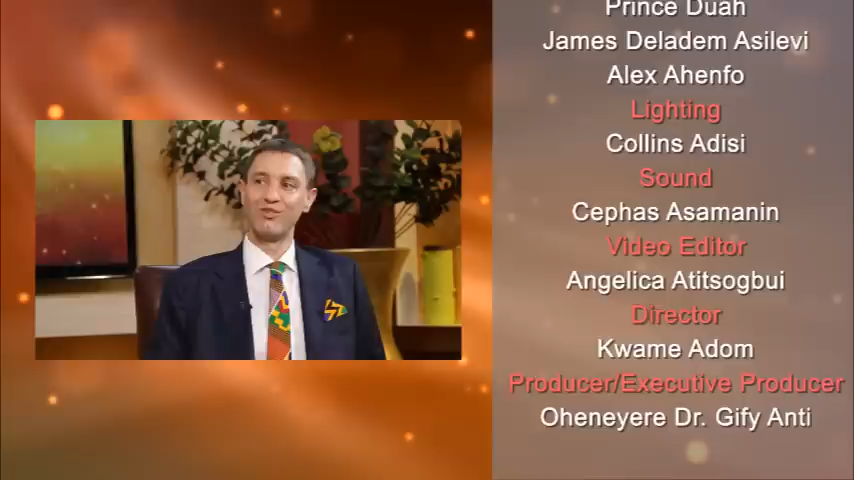 Prince Duah
James Deladem Asilevi
Alex Ahenfo
Lighting
Collins Adisi
Sound
Cephas Asamanin
Video Editor
Angelica Atitsogbui
Director
Kwame Adom
Producer/Executive Producer
Oheneyere Dr. Gify Anti